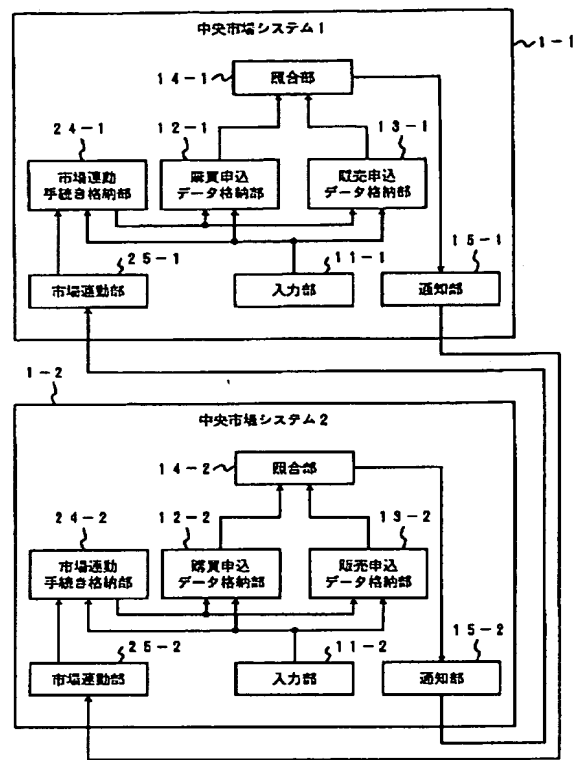 中央市場システム1
1-1
14-1
照合部
24-1
12-1
13-1
市場連動
手続き格納部
購買申込
データ格納部
販売申込
データ格納部
25-1
11-1
15-1
市場連動部
入力部
通知部
1-2
中央市場システム2
14-2
照合部
24-2
12-2
13-2
市場連動
手続き格納部
購買申込
データ格納部
販売申込
データ格納部
25-2
11-2
15-2
市場連動部
入力部
通知部